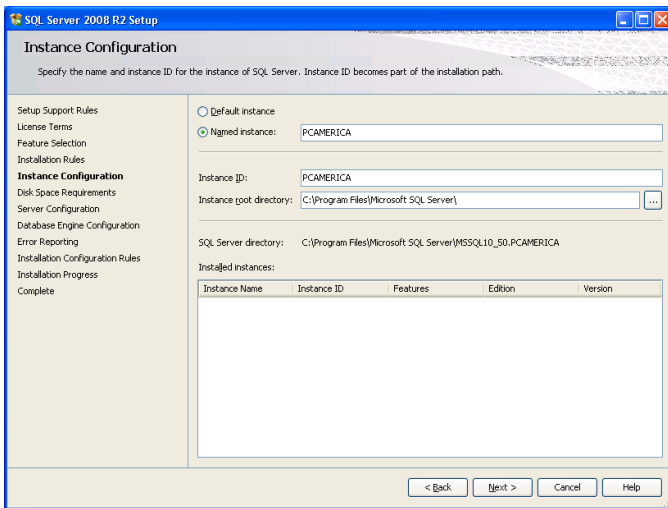 SQL Server 2008 R2 Setup
Instance Configuration
Specify the name and instance ID for the instance of SQL Server. Instance ID becomes part of the installation path.
Setup Support Rules
License Terms
Feature Selection
Installation Rules
Instance Configuration
Disk Space Requirements
Server Configuration
Database Engine Configuration
Error Reporting
Installation Configuration Rules
Installation Progress
Complete
Default instance
Named instance: PCAMERICA
Instance ID: PCAMERICA
Instance root directory: C:\Program Files\Microsoft SQL Server\ ...
SQL Server directory: C:\Program Files\Microsoft SQL Server\MSSQL10_50.PCAMERICA
Installed instances:
Instance Name Instance ID Features Edition Version
< Back Next > Cancel Help